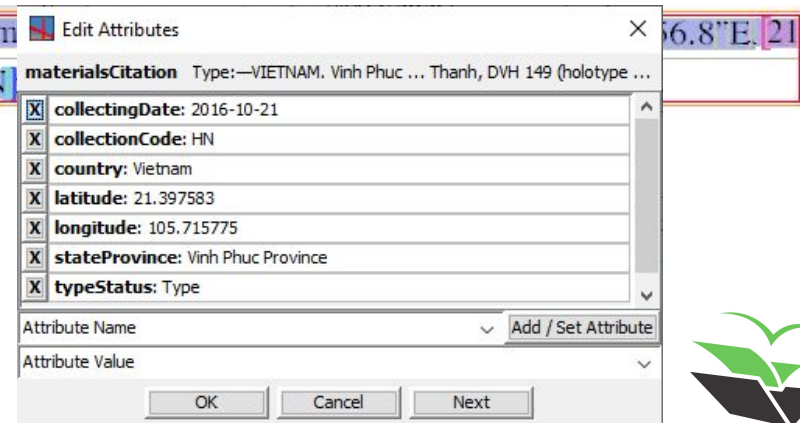 Edit Attributes
56.8”E, 21
materialsCitation Type:—VIETNAM. Vinh Phuc ... Thanh, DVH 149 (holotype ...
X collectingDate: 2016-10-21
X collectionCode: HN
X country: Vietnam
X latitude: 21.397583
X longitude: 105.715775
X stateProvince: Vinh Phuc Province
X typeStatus: Type
Attribute Name Add / Set Attribute
Attribute Value
OK Cancel Next